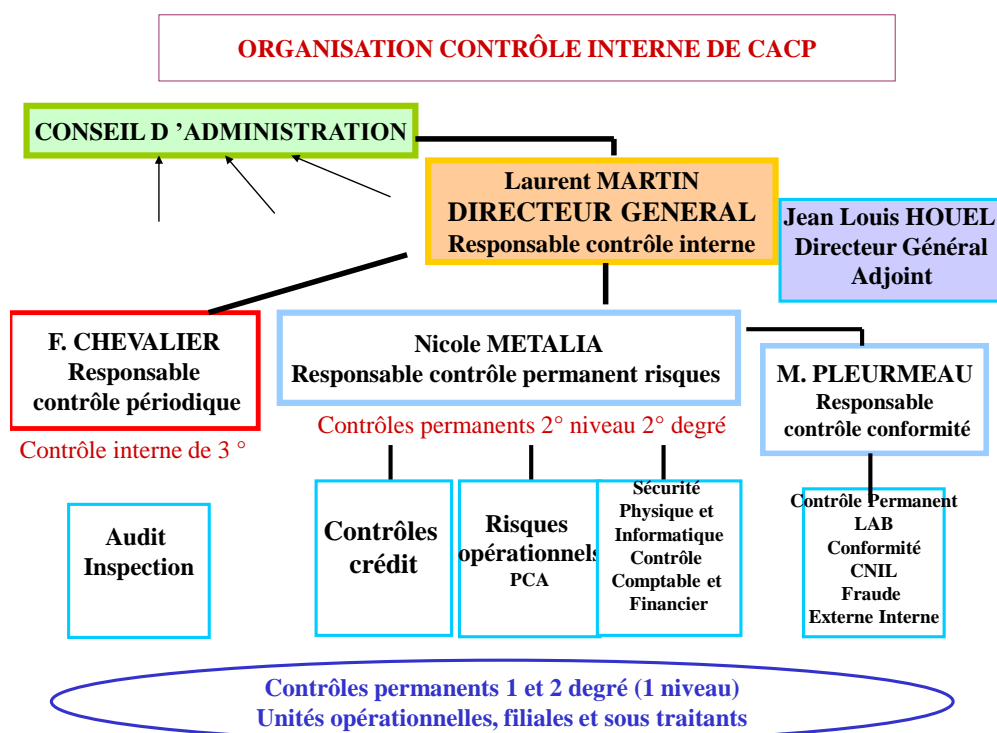 ORGANISATION CONTRÔLE INTERNE DE CACP
CONSEIL D ’ADMINISTRATION
Laurent MARTIN
DIRECTEUR GENERAL
Responsable contrôle interne
Jean Louis HOUEL
Directeur Général
Adjoint
F. CHEVALIER
Responsable
contrôle périodique
Nicole METALIA
Responsable contrôle permanent risques
M. PLEURMEAU
Responsable
contrôle conformité
Contrôle interne de 3 °
Contrôles permanents 2° niveau 2° degré
Audit
Inspection
Contrôles
crédit
Risques
opérationnels
PCA
Sécurité
Physique et
Informatique
Contrôle
Comptable et
Financier
Contrôle Permanent
LAB
Conformité
CNIL
Fraude
Externe Interne
Contrôles permanents 1 et 2 degré (1 niveau)
Unités opérationnelles, filiales et sous traitants